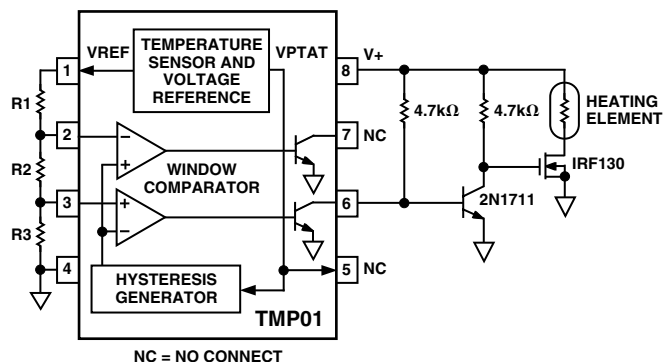 VREF
TEMPERATURE
SENSOR AND
VOLTAGE
REFERENCE
VPTAT
V+
1
8
R1
4.7kΩ
4.7kΩ
HEATING
ELEMENT
2
7
NC
R2
WINDOW
COMPARATOR
IRF130
3
6
2N1711
R3
4
HYSTERESIS
GENERATOR
5
NC
TMP01
NC = NO CONNECT